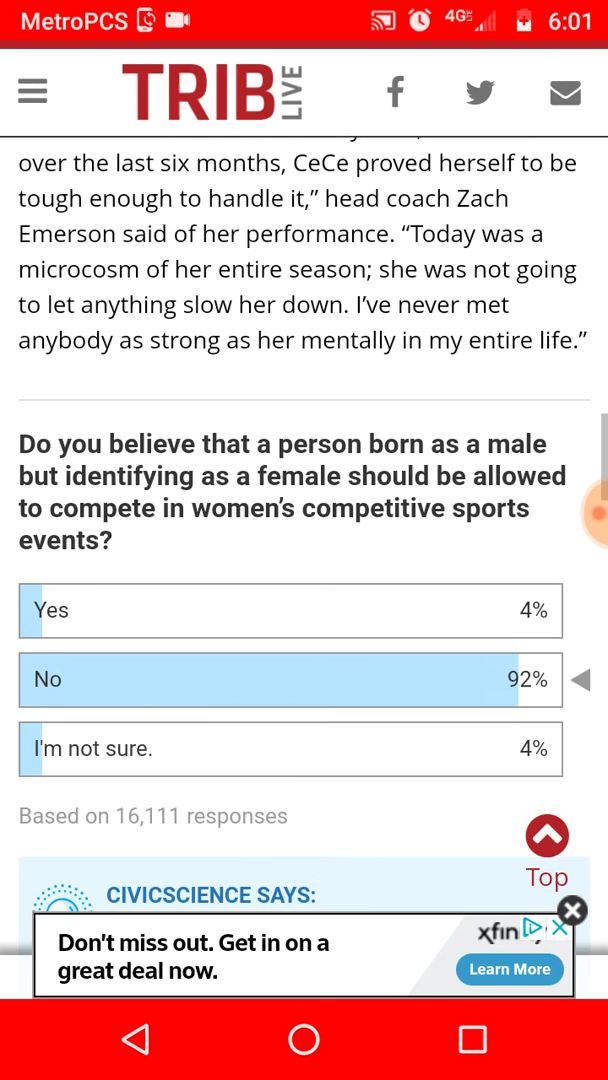 MetroPCS 4GE 6:01
TRIB LIVE f
over the last six months, CeCe proved herself to be
tough enough to handle it,” head coach Zach
Emerson said of her performance. “Today was a
microcosm of her entire season; she was not going
to let anything slow her down. I’ve never met
anybody as strong as her mentally in my entire life.”
Do you believe that a person born as a male
but identifying as a female should be allowed
to compete in women’s competitive sports
events?
Yes 4%
No 92%
I'm not sure. 4%
Based on 16,111 responses
Top
CIVICSCIENCE SAYS:
Don't miss out. Get in on a
great deal now.
Learn More